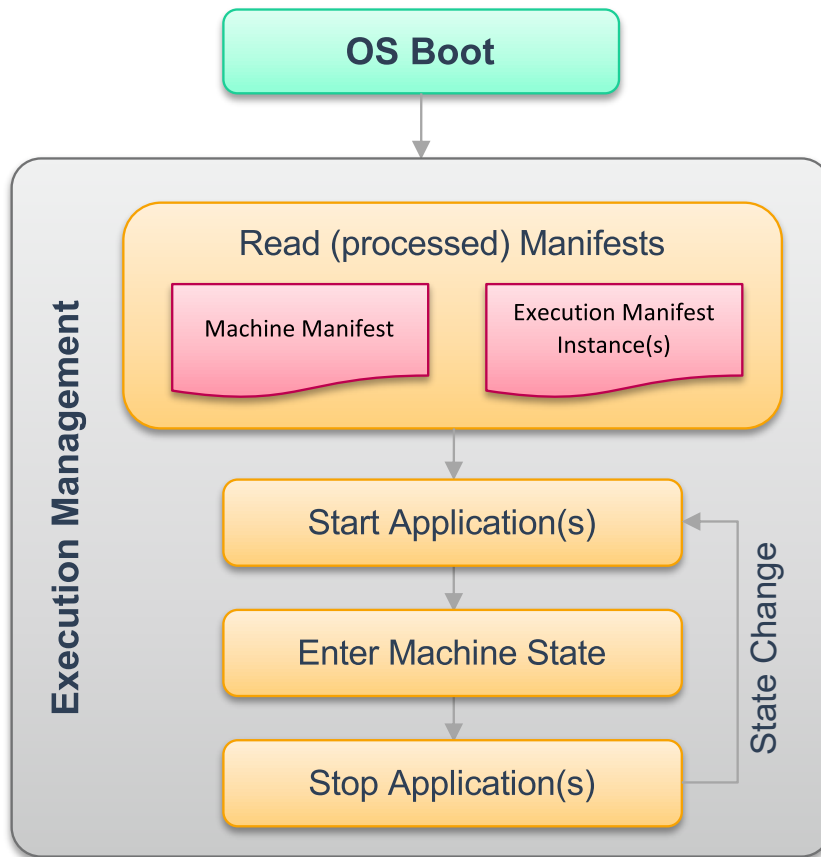 OS Boot
Execution Management
Read (processed) Manifests
Machine Manifest
Execution Manifest
Instance(s)
Start Application(s)
Enter Machine State
Stop Application(s)
State Change